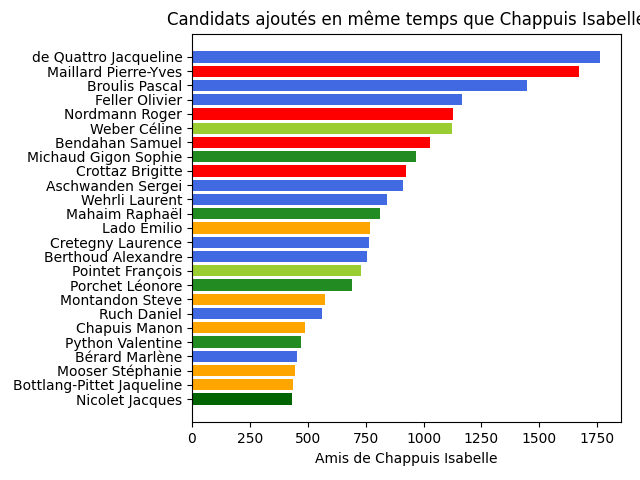 Candidats ajoutés en même temps que Chappuis Isabelle
de Quattro Jacqueline
Maillard Pierre-Yves
Broulis Pascal
Feller Olivier
Nordmann Roger
Weber Céline
Bendahan Samuel
Michaud Gigon Sophie
Crottaz Brigitte
Aschwanden Sergei
Wehrli Laurent
Mahaim Raphaël
Lado Emilio
Cretegny Laurence
Berthoud Alexandre
Pointet François
Porchet Léonore
Montandon Steve
Ruch Daniel
Chapuis Manon
Python Valentine
Bérard Marlène
Mooser Stéphanie
Bottlang-Pittet Jaqueline
Nicolet Jacques
0 250 500 750 1000 1250 1500 1750
Amis de Chappuis Isabelle